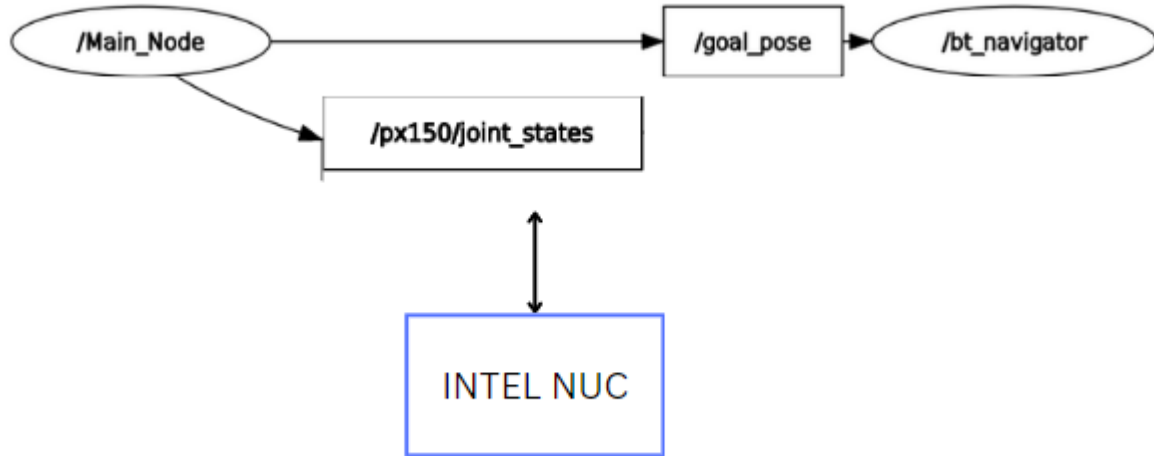 /Main_Node
/goal_pose
/bt_navigator
/px150/joint_states
INTEL NUC